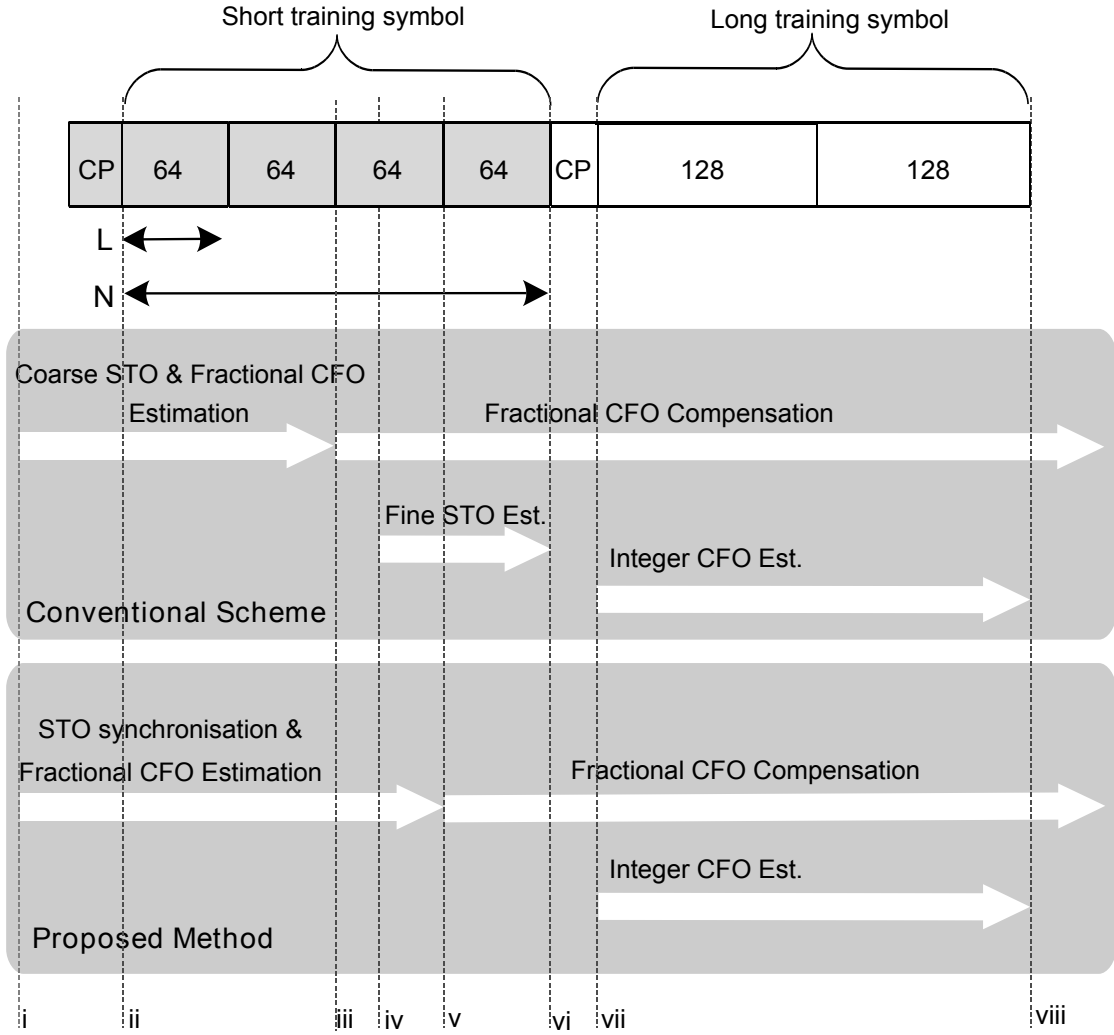 Short training symbol
Long training symbol
CP 64 64 64 64 CP 128 128
L
N
Coarse STO & Fractional CFO
Estimation
Fractional CFO Compensation
Fine STO Est.
Integer CFO Est.
Conventional Scheme
STO synchronisation &
Fractional CFO Estimation
Fractional CFO Compensation
Integer CFO Est.
Proposed Method
i ii iii iv v vi vii viii